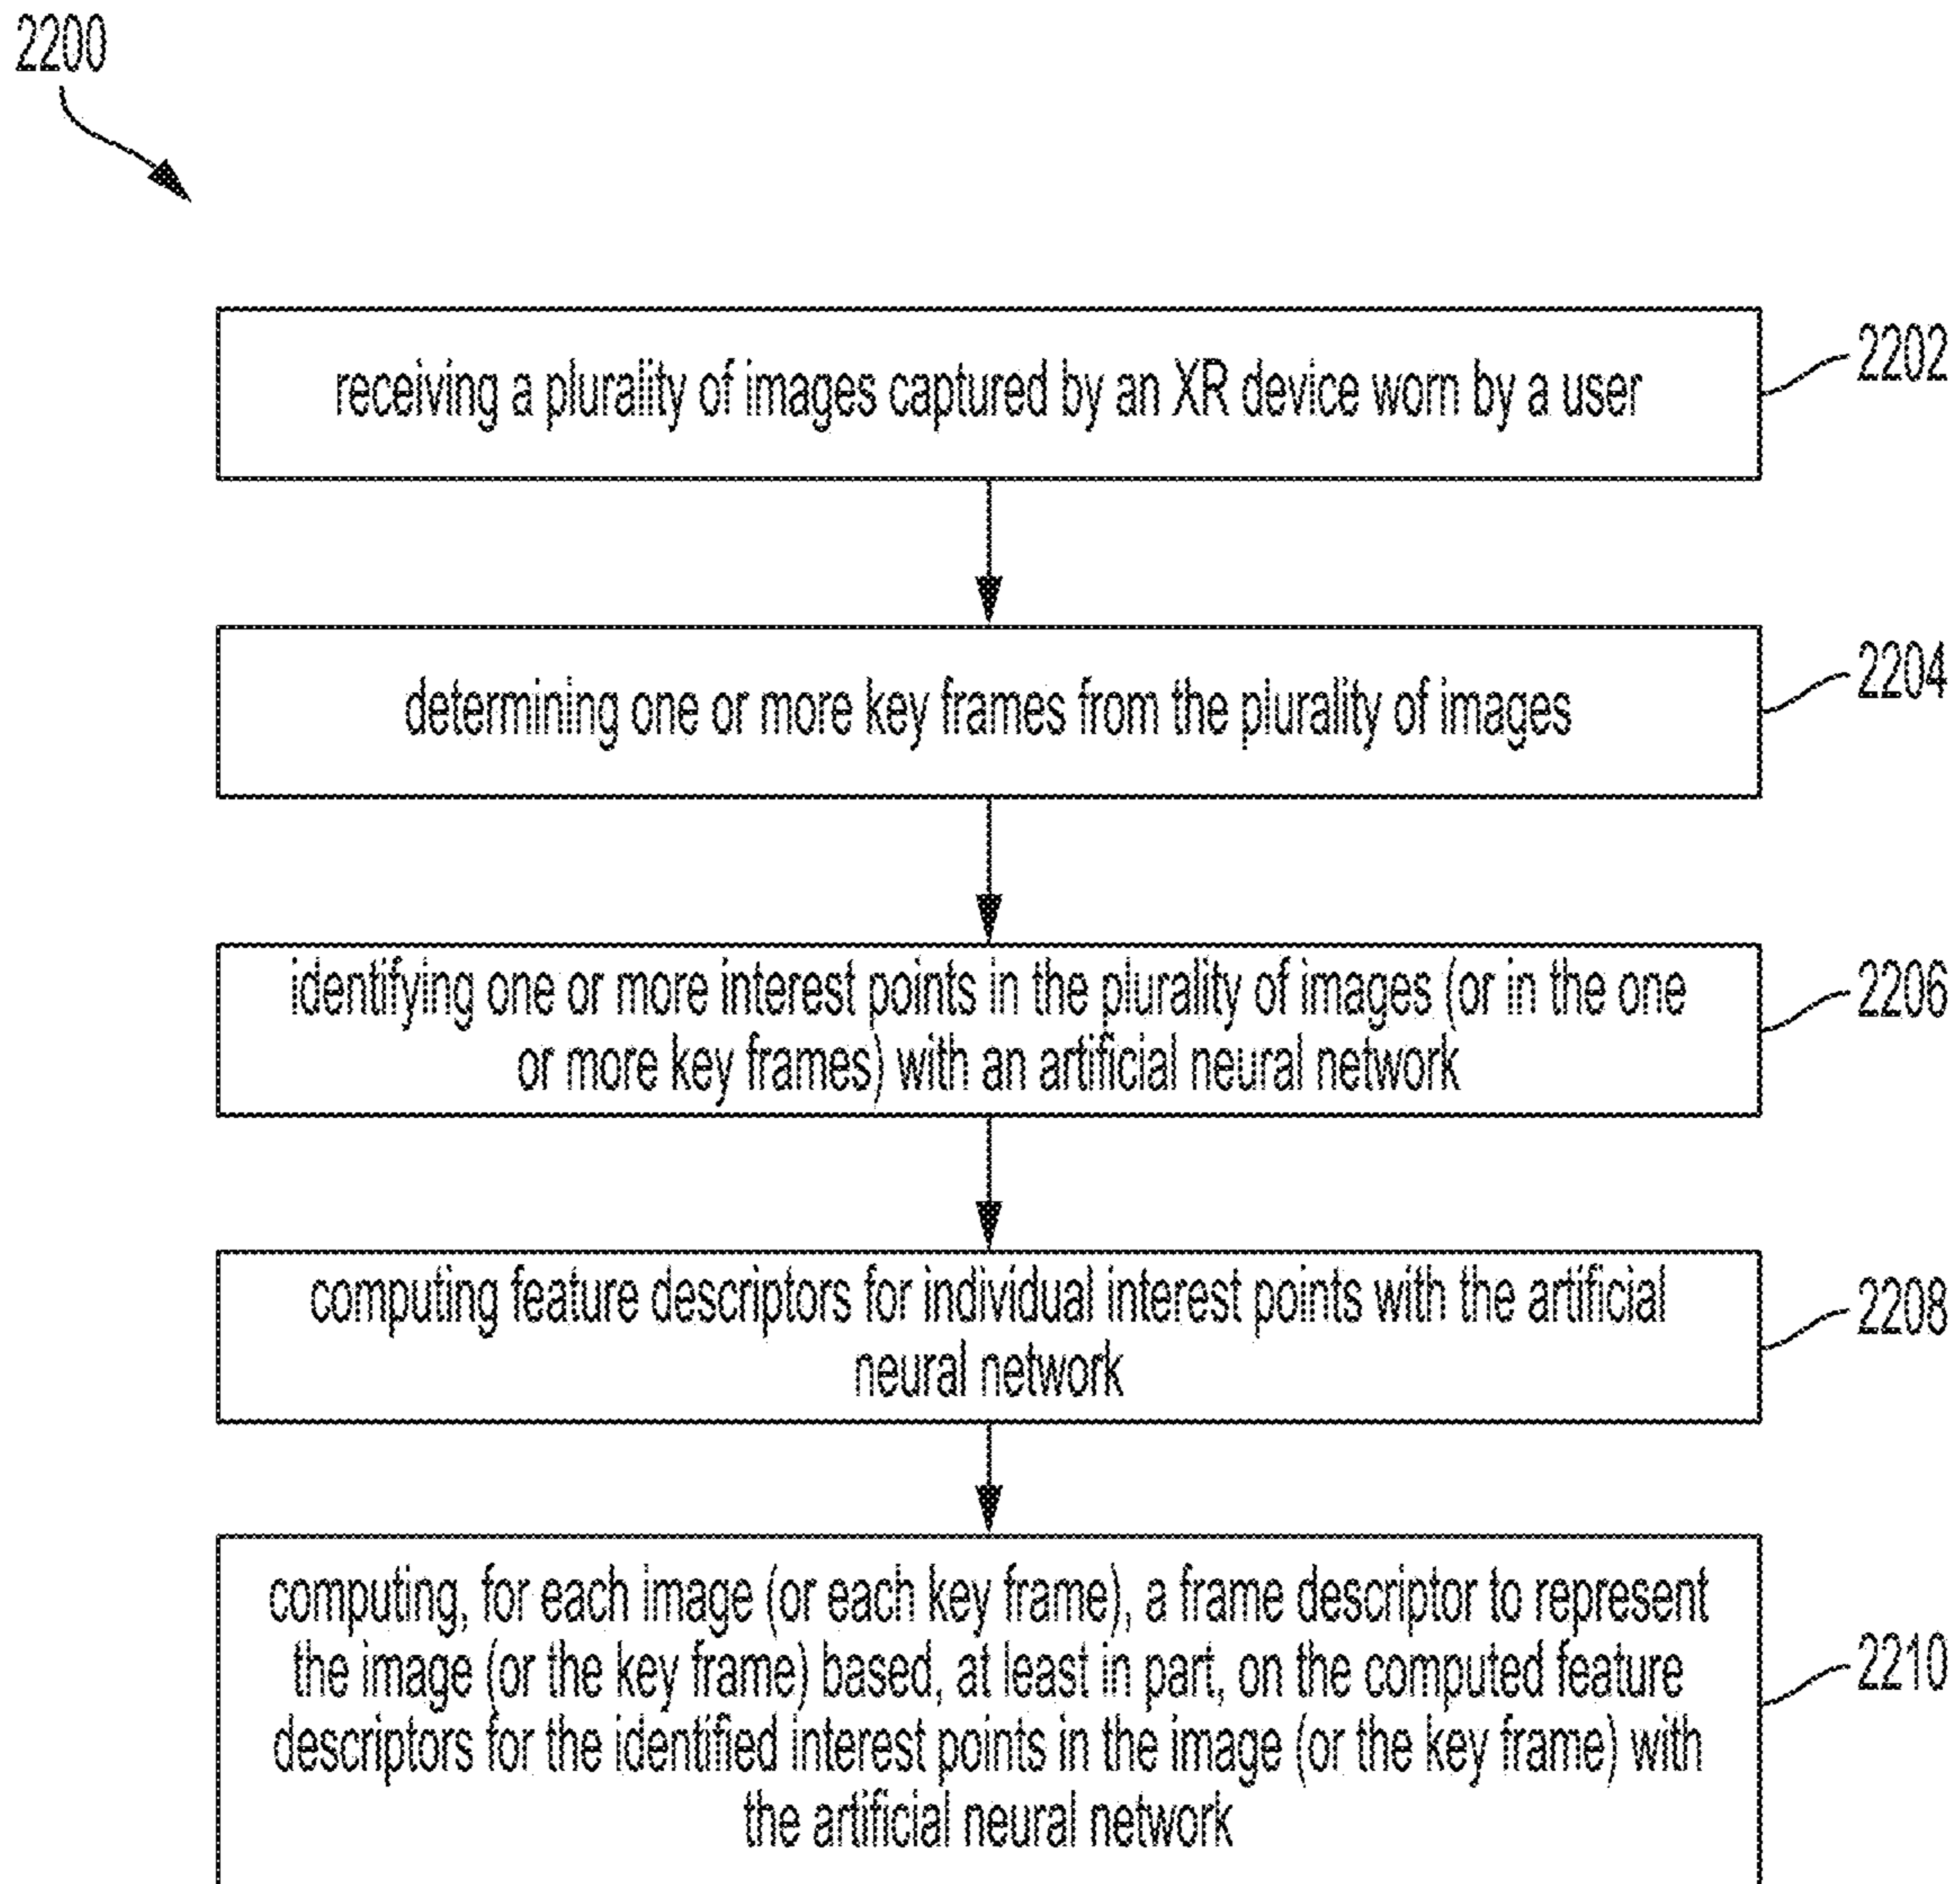 2200
receiving a plurality of images captured by an XR device worn by a user
2202
determining one or more key frames from the plurality of images
2204
identifying one or more interest points in the plurality of images (or in the one
or more key frames) with an artificial neural network
2206
computing feature descriptors for individual interest points with the artificial
neural network
2208
computing, for each image (or each key frame), a frame descriptor to represent
the image (or the key frame) based, at least in part, on the computed feature
descriptors for the identified interest points in the image (or the key frame) with
the artificial neural network
2210